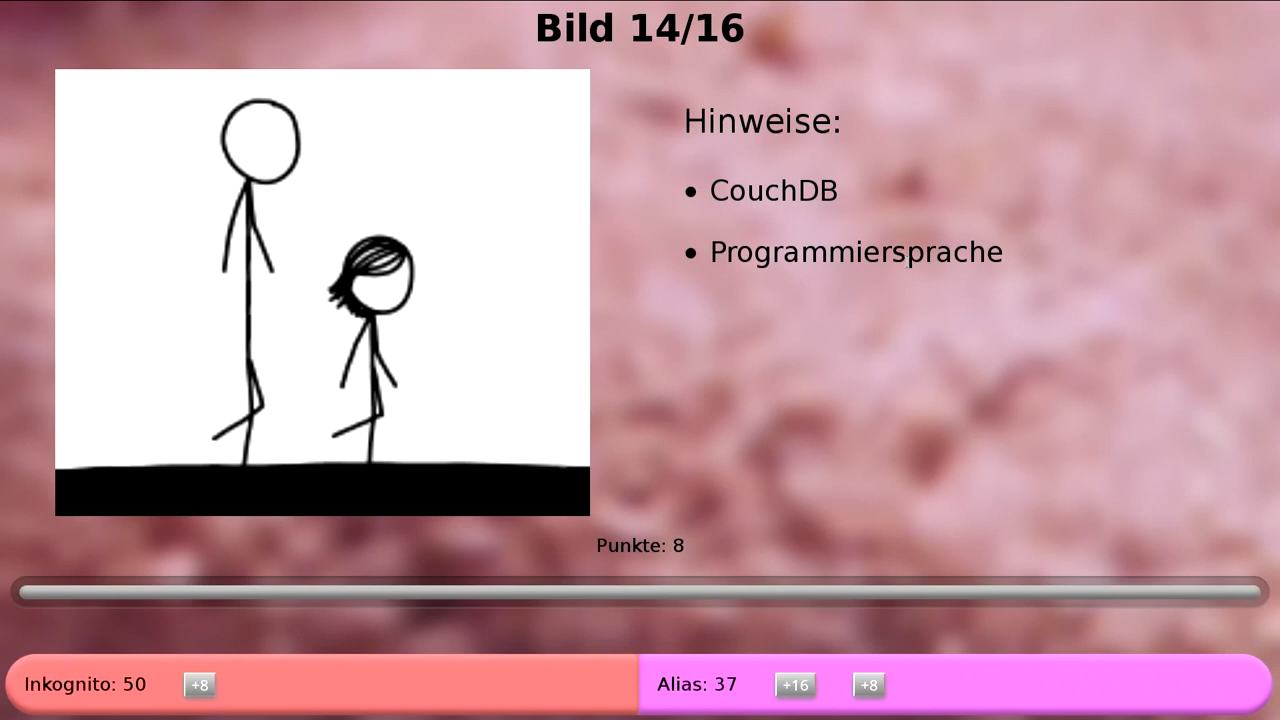 Bild 14/16
Hinweise:
• CouchDB
• Programmiersprache
Punkte: 8
Inkognito: 50 +8
Alias: 37 +16 +8